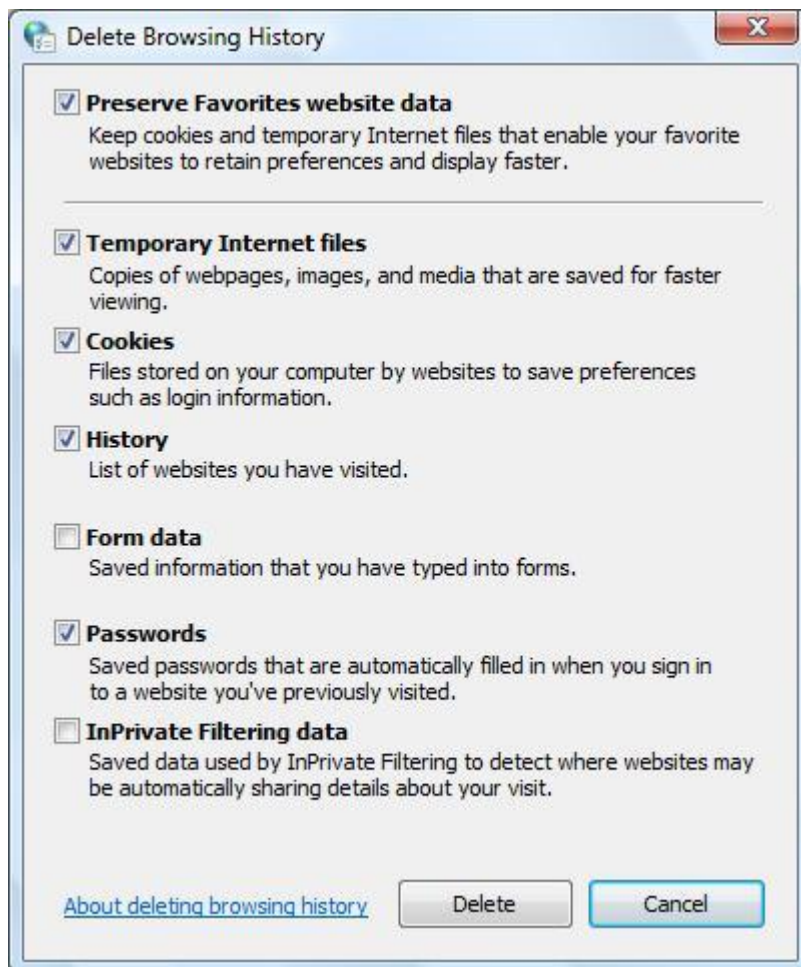 Delete Browsing History
Preserve Favorites website data
Keep cookies and temporary Internet files that enable your favorite
websites to retain preferences and display faster.
Temporary Internet files
Copies of webpages, images, and media that are saved for faster
viewing.
Cookies
Files stored on your computer by websites to save preferences
such as login information.
History
List of websites you have visited.
Form data
Saved information that you have typed into forms.
Passwords
Saved passwords that are automatically filled in when you sign in
to a website you've previously visited.
InPrivate Filtering data
Saved data used by InPrivate Filtering to detect where websites may
be automatically sharing details about your visit.
About deleting browsing history Delete Cancel